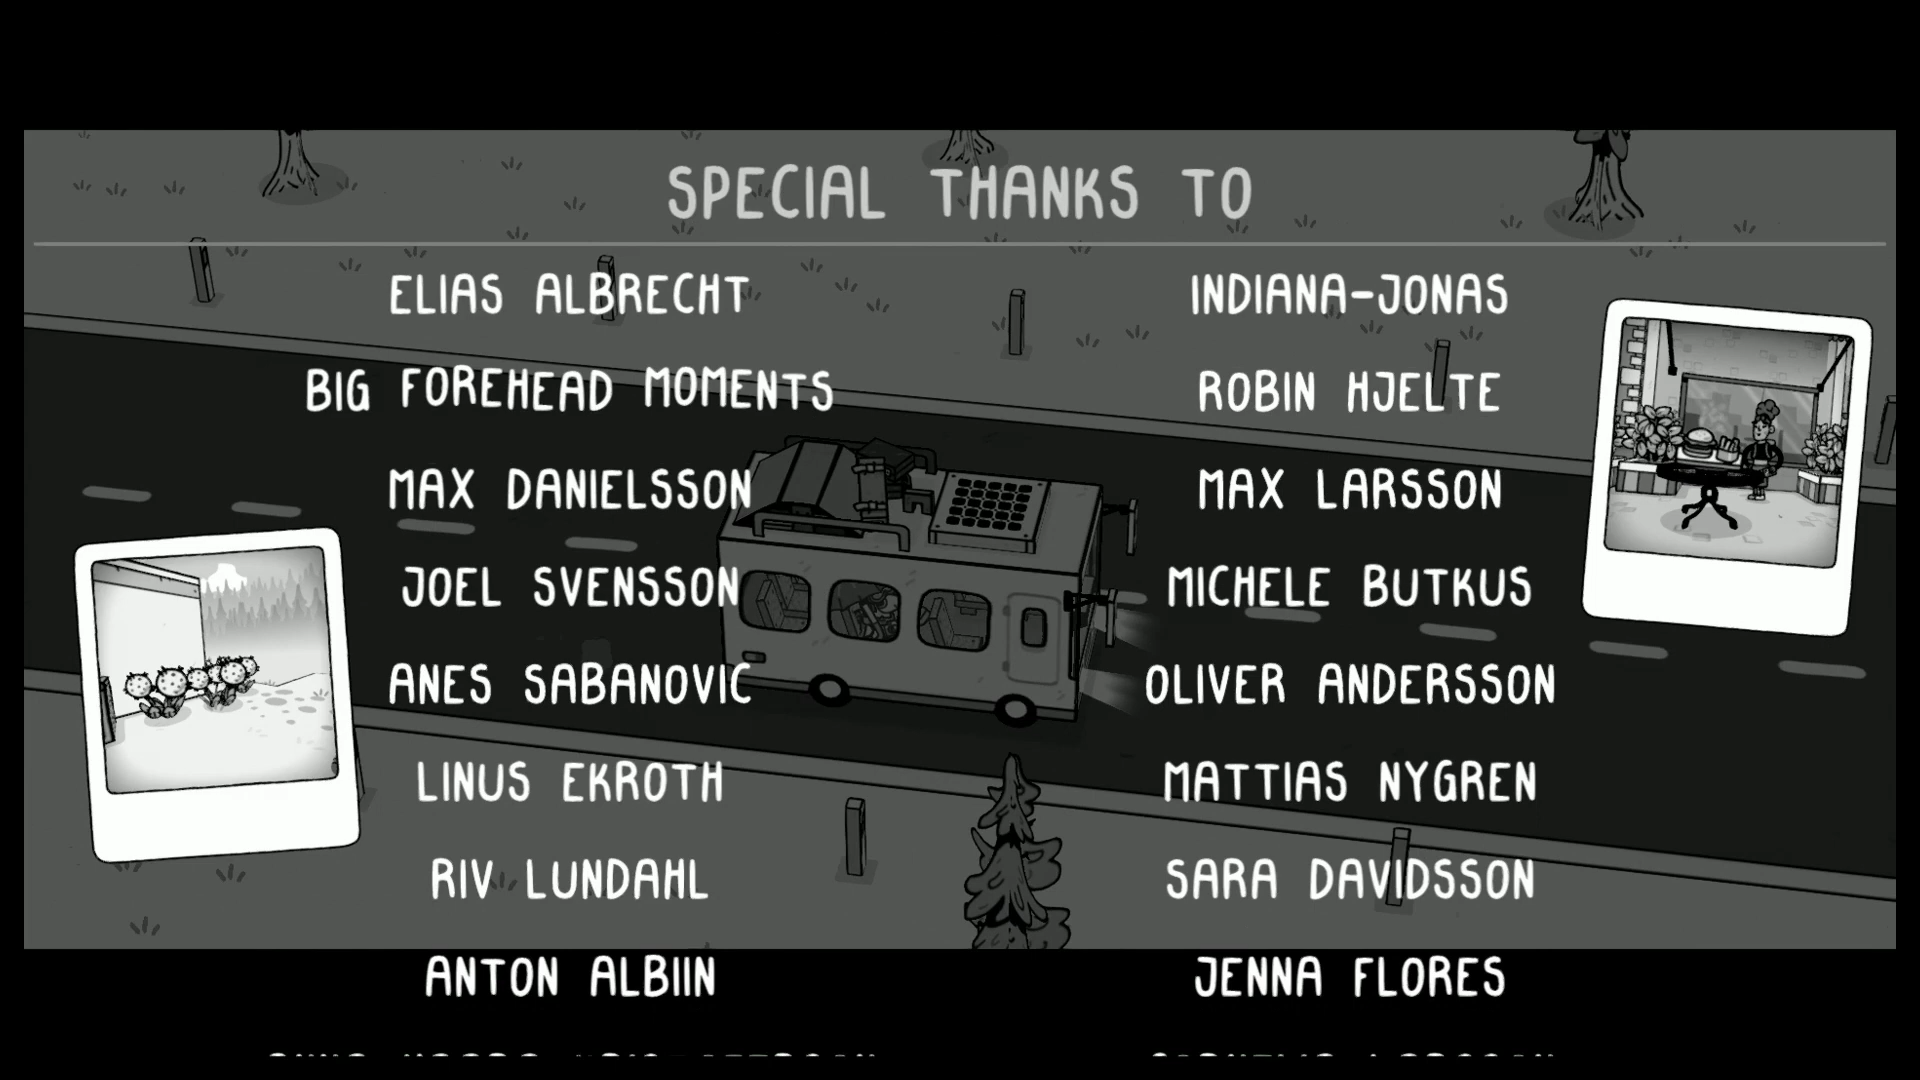 SPECIAL THANKS TO
ELIAS ALBRECHT
INDIANA-JONAS
BIG FOREHEAD MOMENTS
ROBIN HJELTE
MAX DANIELSSON
MAX LARSSON
JOEL SVENSSON
MICHELE BUTKUS
ANES SABANOVIC
OLIVER ANDERSSON
LINUS EKROTH
MATTIAS NYGREN
RIV LUNDAHL
SARA DAVIDSSON
ANTON ALBIIN
JENNA FLORES